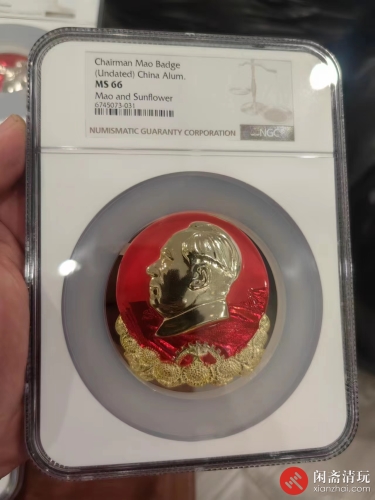 Chairman Mao Badge
(Undated) China Alum.
MS 66
Mao and Sunflower
6745073-031
NUMISMATIC GUARANTY CORPORATION
NGC
闲斋清玩
xianzhai.com